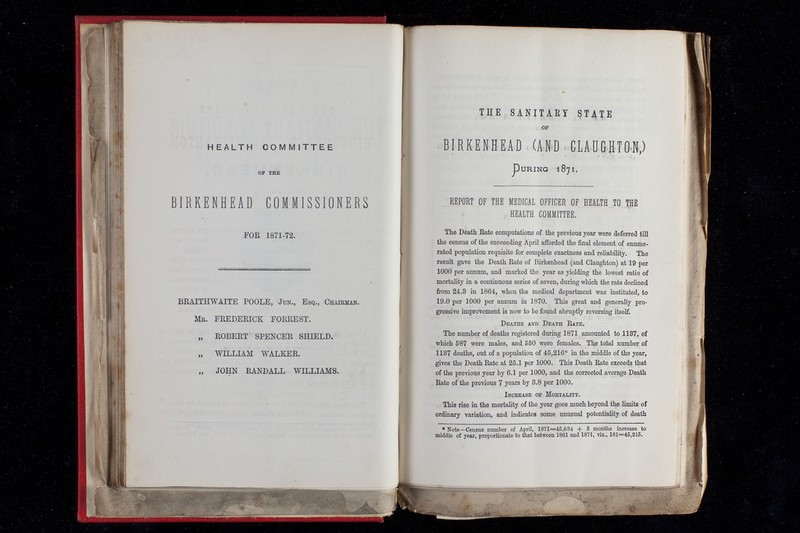 HEALTH COMMITTEE
OF THE
BIRKENHEAD COMMISSIONERS
FOR 1871-72.
BRAITHWAITE POOLE, Jun., Esq., Chairman.
Mr. FREDERICK FORREST.
„ ROBERT SPENCER SHIELD.
„ WILLIAM WALKER.
„ JOHN RANDALL WILLIAMS.
THE SANITARY STATE
OF
BIRKENHEAD (AND CLAUGHTON,)
During 1871.
REPORT OF THE MEDICAL OFFICER OF HEALTH TO THE
HEALTH COMMITTEE.
The Death Rate computations of the previous year were deferred till
the census of the succeeding April afforded the final element of enume-
rated population requisite for complete exactness and reliability. The
result gave the Death Rate of Birkenhead (and Claughton) at 19 per
1000 per annum, and marked the year as yielding the lowest ratio of
mortality in a continuous series of seven, during which the rate declined
from 24.3 in 1864, when the medical department was instituted, to
19.0 per 1000 per annum in 1870. This great and generally pro-
gressive improvement is now to be found abruptly reversing itself.
Deaths and Death Rate.
The number of deaths registered during 1871 amounted to 1137, of
which 587 were males, and 550 were females. The total number of
1137 deaths, out of a population of 45,216* in the middle of the year,
gives the Death Rate at 25.1 per 1000. This Death Rate exceeds that
of the previous year by 6.1 per 1000, and the corrected average Death
Rate of the previous 7 years by 3.8 per 1000.
Increase of Mortality.
This rise in the mortality of the year goes much beyond the limits of
ordinary variation, and indicates some unusual potentiality of death
* Note—Census number of April, 1871=45,034 + 3 months increase to
middle of year, proportionate to that between 1861 and 1871, viz., 181=45,215.